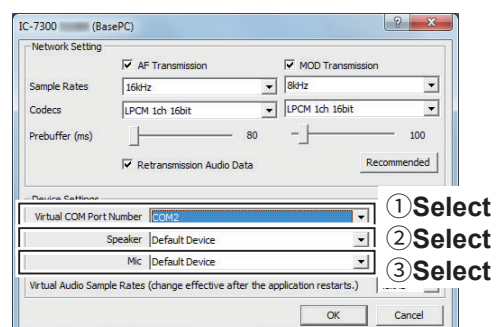 IC-7300 (BasePC)
Network Setting
AF Transmission
MOD Transmission
Sample Rates 16kHz 8kHz
Codecs LPCM 1ch 16bit LPCM 1ch 16bit
Prebuffer (ms) 80 100
Retransmission Audio Data Recommended
Device Settings
Virtual COM Port Number COM2 ①Select
Speaker Default Device ②Select
Mic Default Device ③Select
Virtual Audio Sample Rates (change effective after the application restarts.)
OK Cancel